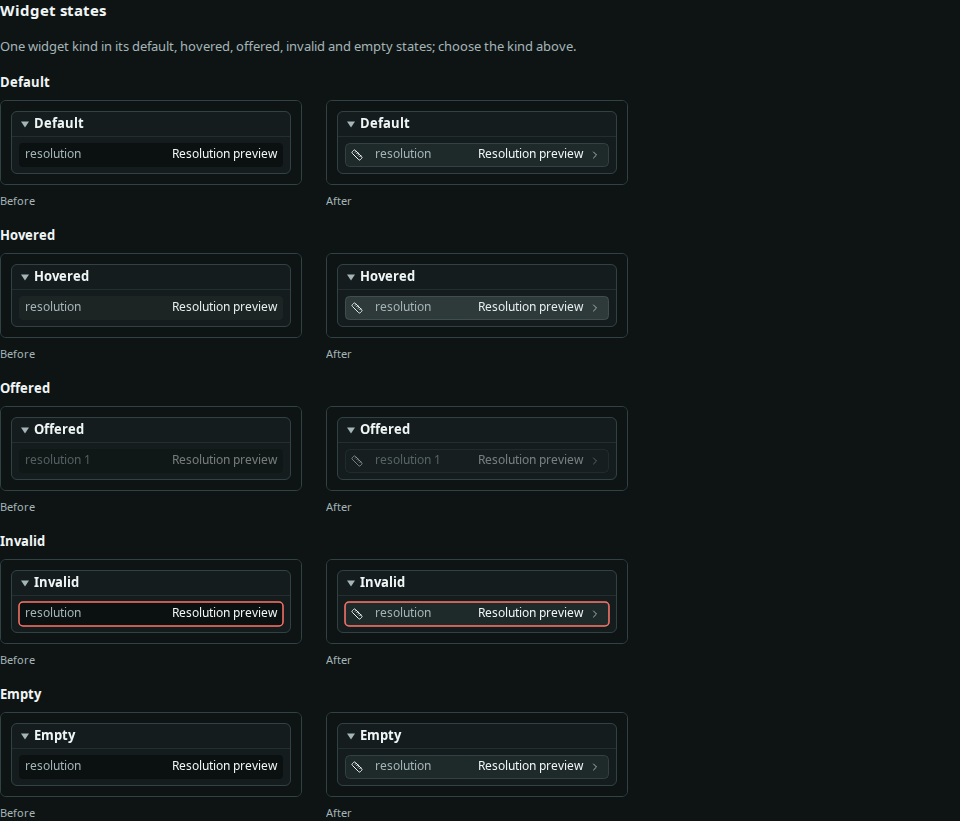 Widget states
One widget kind in its default, hovered, offered, invalid and empty states; choose the kind above.
Default
Default
resolution Resolution preview
Before
Default
resolution Resolution preview
After
Hovered
Hovered
resolution Resolution preview
Before
Hovered
resolution Resolution preview
After
Offered
Offered
resolution 1 Resolution preview
Before
Offered
resolution 1 Resolution preview
After
Invalid
Invalid
resolution Resolution preview
Before
Invalid
resolution Resolution preview
After
Empty
Empty
resolution Resolution preview
Before
Empty
resolution Resolution preview
After